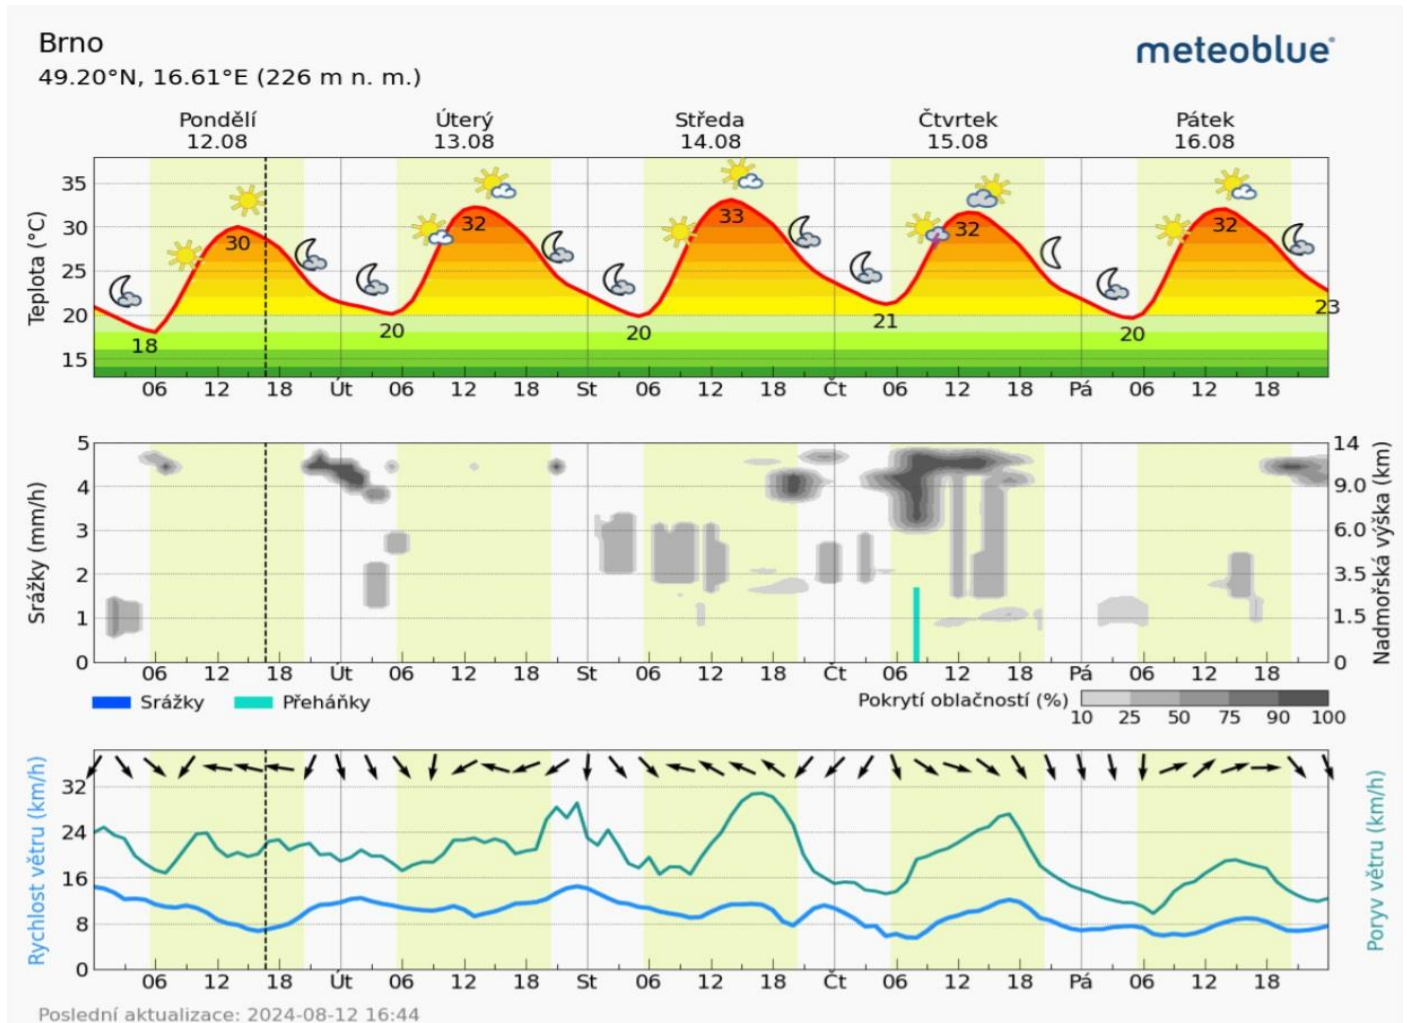 Brno
meteoblue
49.20°N, 16.61°E (226 m n. m.)
Pondělí Úterý Středa Čtvrtek Pátek
12.08 13.08 14.08 15.08 16.08
Teplota (°C)
35
30
25
20
15
30 32 33 32 32
18 20 20 21 20 23
06 12 18 Út 06 12 18 St 06 12 18 Čt 06 12 18 Pá 06 12 18
Srážky (mm/h)
5
4
3
2
1
0
14
9.0
6.0
3.5
1.5
0
Nadmořská výška (km)
06 12 18 Út 06 12 18 St 06 12 18 Čt 06 12 18 Pá 06 12 18
Srážky Přeháňky Pokrytí oblačností (%)
10 25 50 75 90 100
Rychlost větru (km/h)
32
24
16
8
0
Poryv větru (km/h)
06 12 18 Út 06 12 18 St 06 12 18 Čt 06 12 18 Pá 06 12 18
Poslední aktualizace: 2024-08-12 16:44